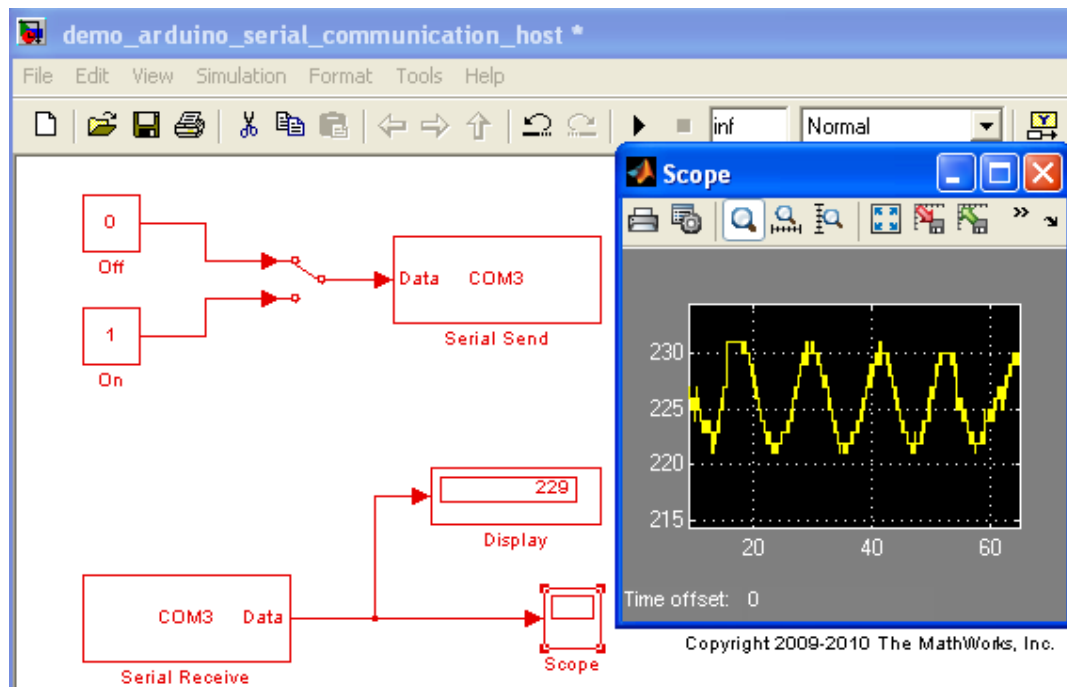 demo_arduino_serial_communication_host *
File Edit View Simulation Format Tools Help
inf Normal
Y
0
Off
1
On
Data COM3
Serial Send
229
Display
COM3 Data
Serial Receive
Scope
Scope
230
225
220
215
20 40 60
Time offset: 0
Copyright 2009-2010 The MathWorks, Inc.